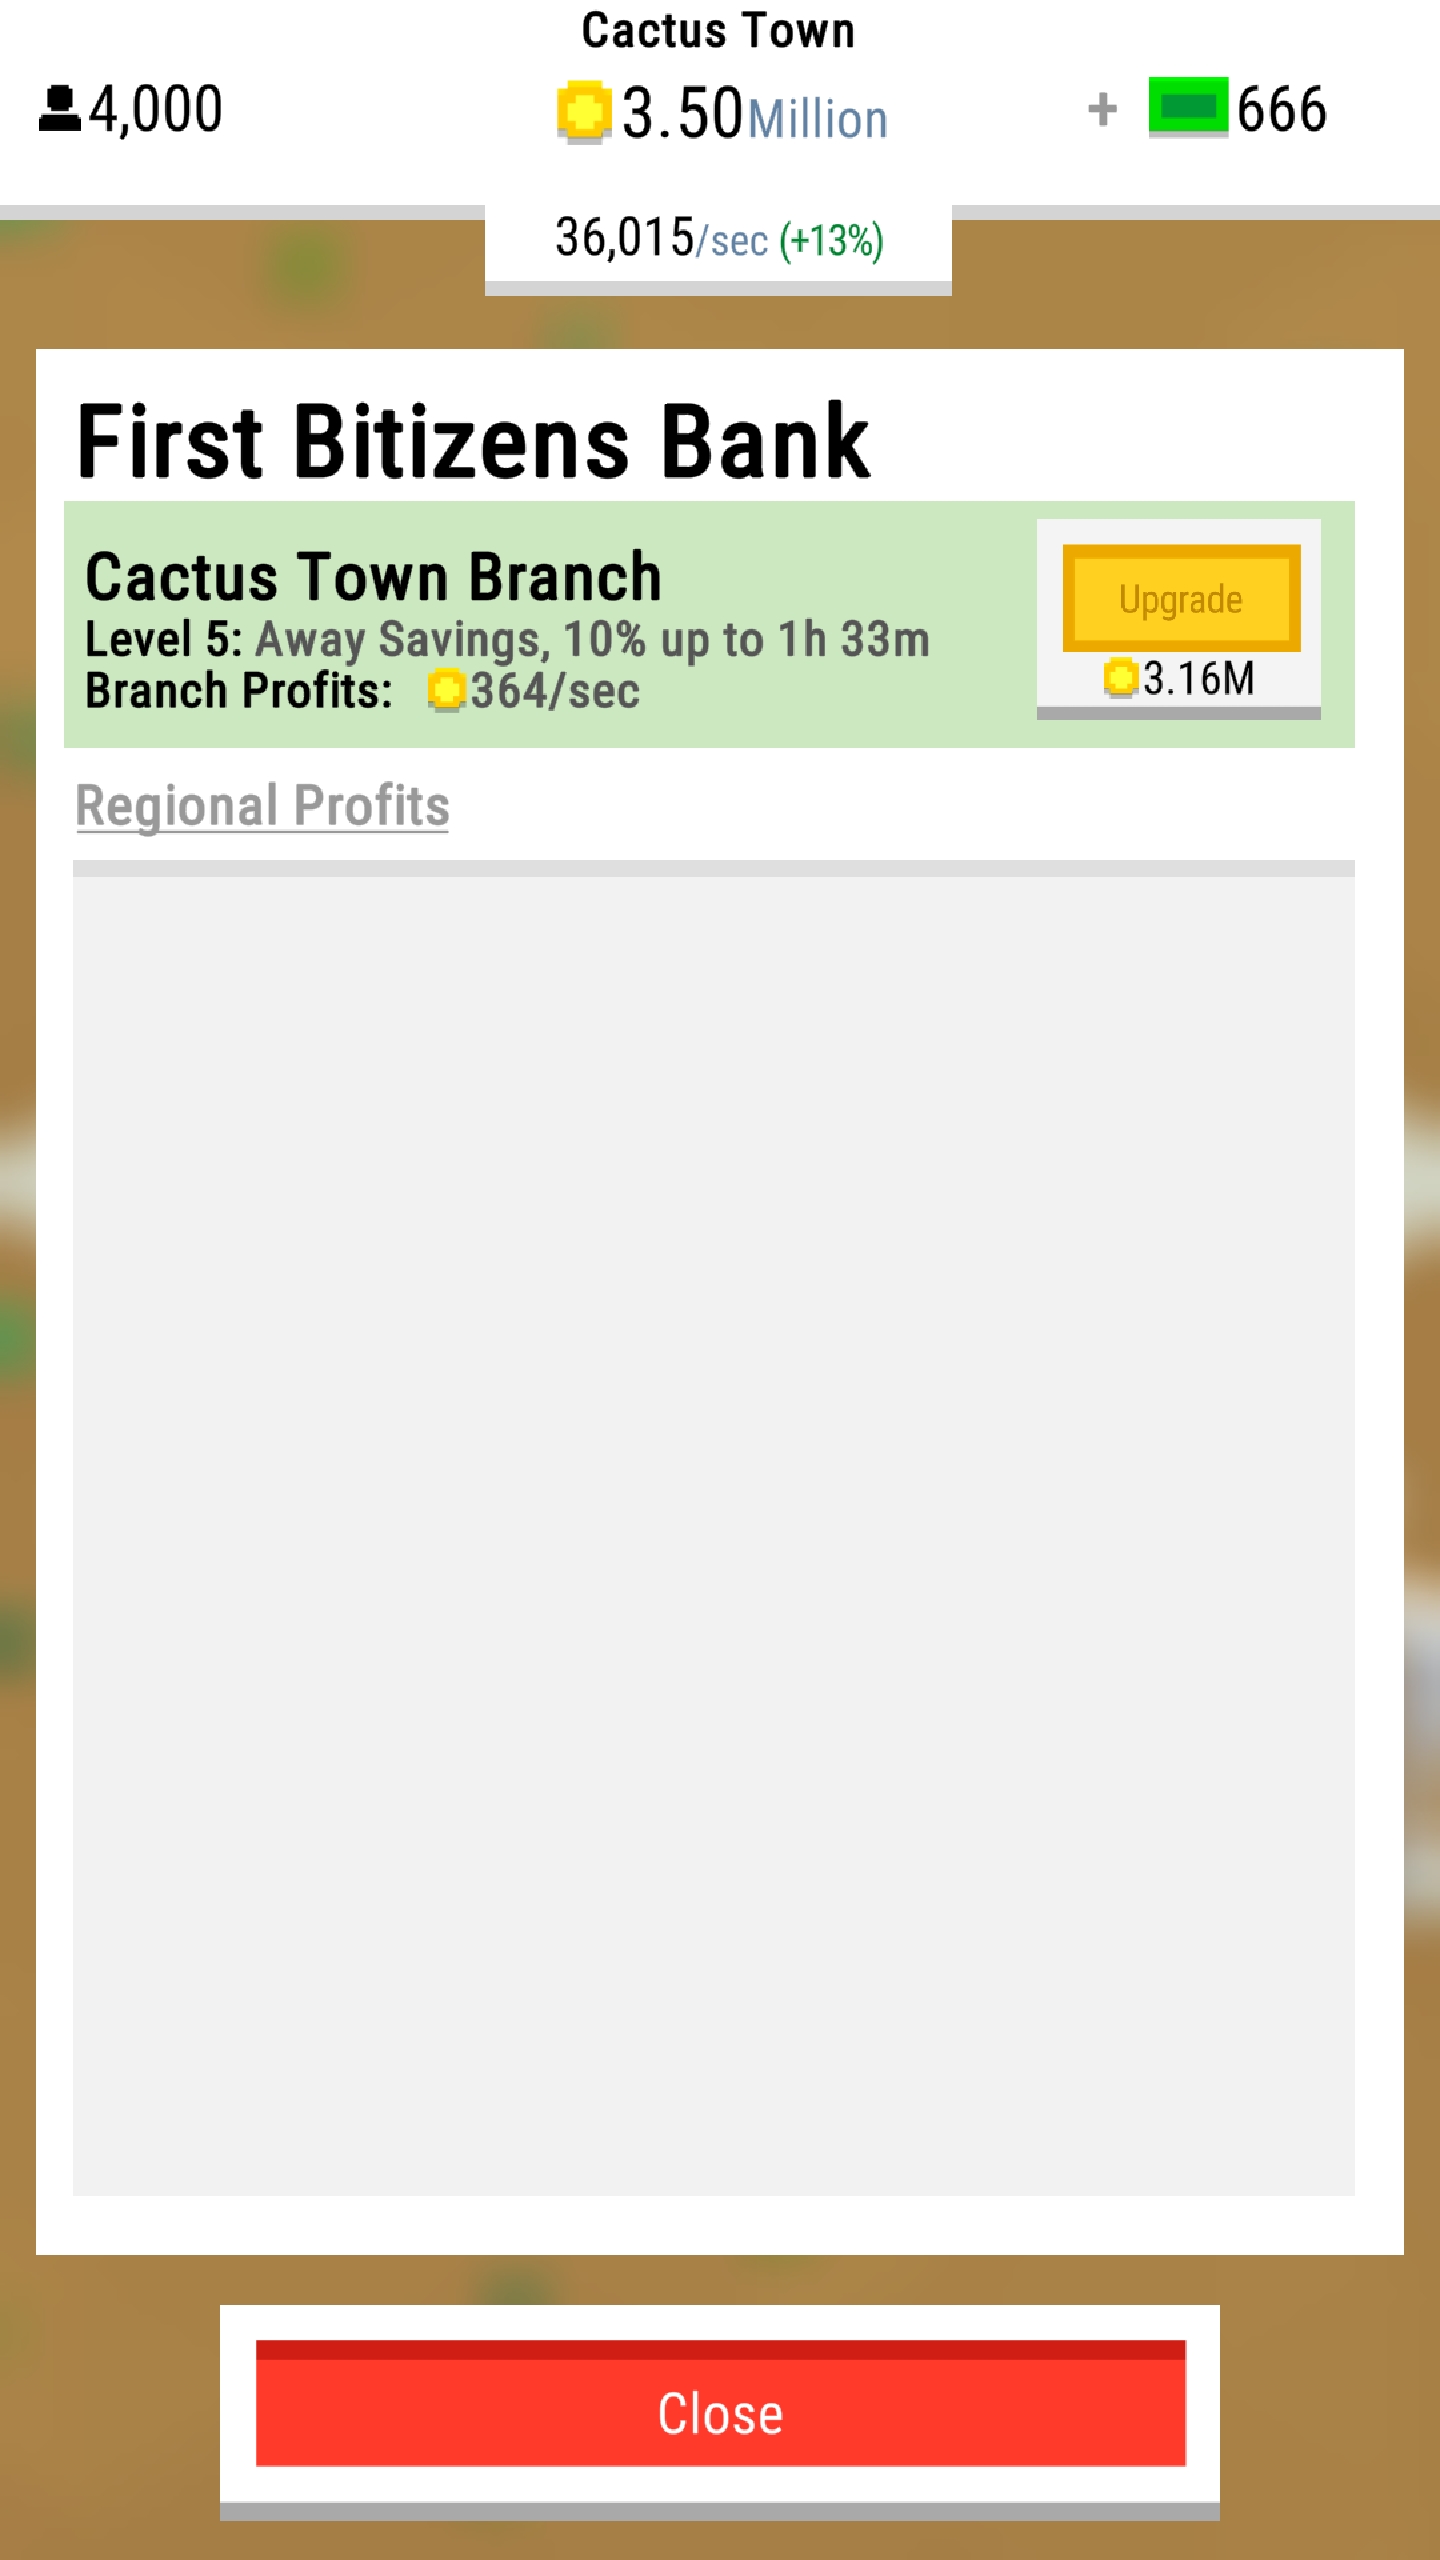 Cactus Town
4,000 3.50Million + 666
36,015/sec (+13%)
First Bitizens Bank
Cactus Town Branch
Level 5: Away Savings, 10% up to 1h 33m
Branch Profits: 364/sec
Upgrade
3.16M
Regional Profits
Close